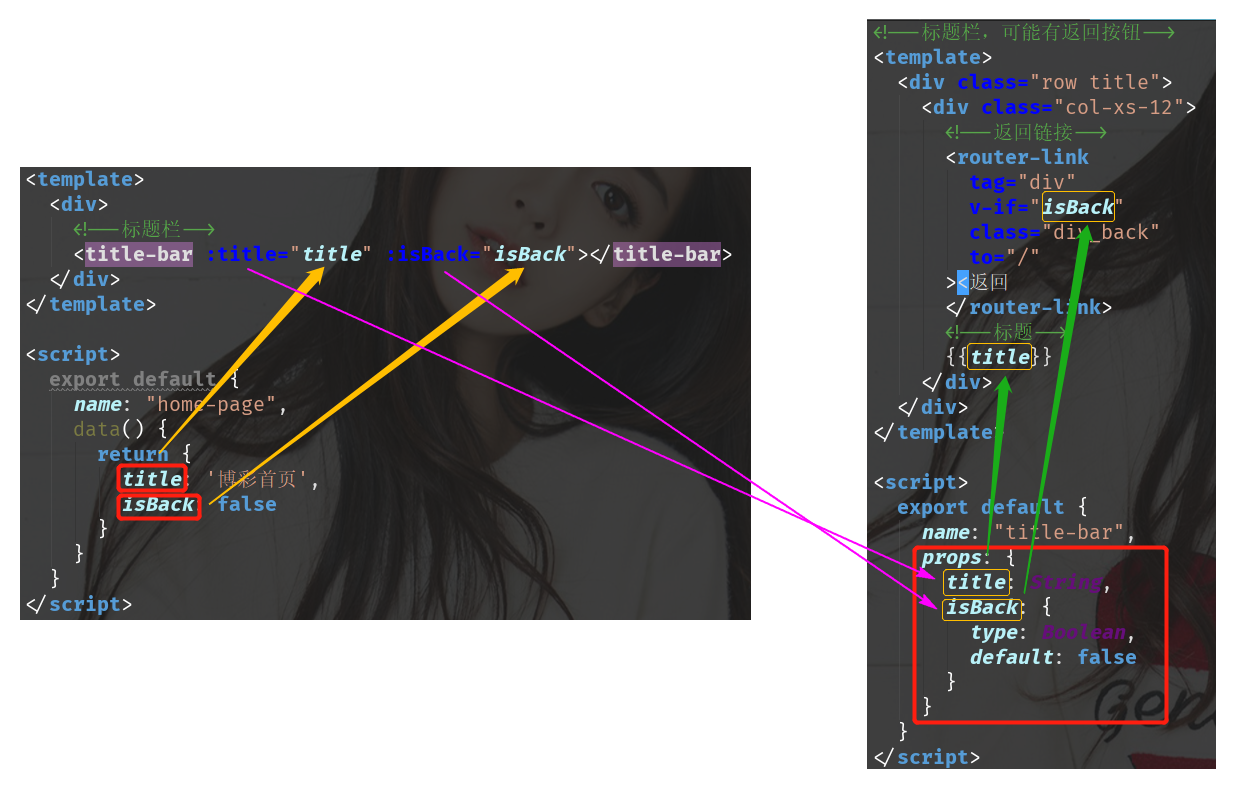 <template>
<div>
<!-- 标题栏 -->
<title-bar :title="title" :isBack="isBack"></title-bar>
</div>
</template>
<script>
export default {
name: "home-page",
data() {
return {
title: '博彩首页',
isBack: false
}
}
}
</script>
<!-- 标题栏，可能有返回按钮 -->
<template>
<div class="row title">
<div class="col-xs-12">
<!-- 返回链接 -->
<router-link
tag="div"
v-if="isBack"
class="div_back"
to="/"
><返回
</router-link>
<!-- 标题 -->
{{title}}
</div>
</div>
</template>
<script>
export default {
name: "title-bar",
props: {
title: String,
isBack: {
type: Boolean,
default: false
}
}
}
</script>